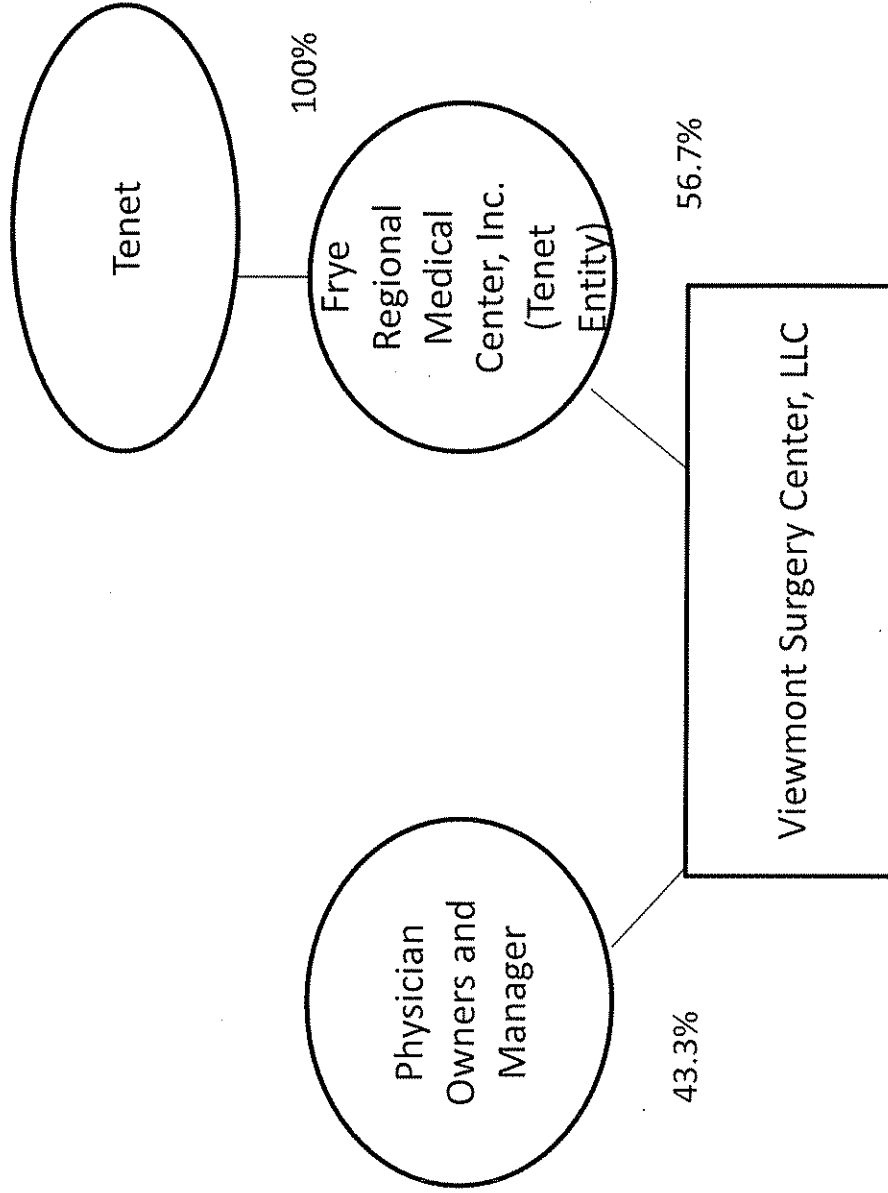 Tenet
100%
Frye
Regional
Medical
Center, Inc.
(Tenet
Entity)
56.7%
Physician
Owners and
Manager
43.3%
Viewmont Surgery Center, LLC